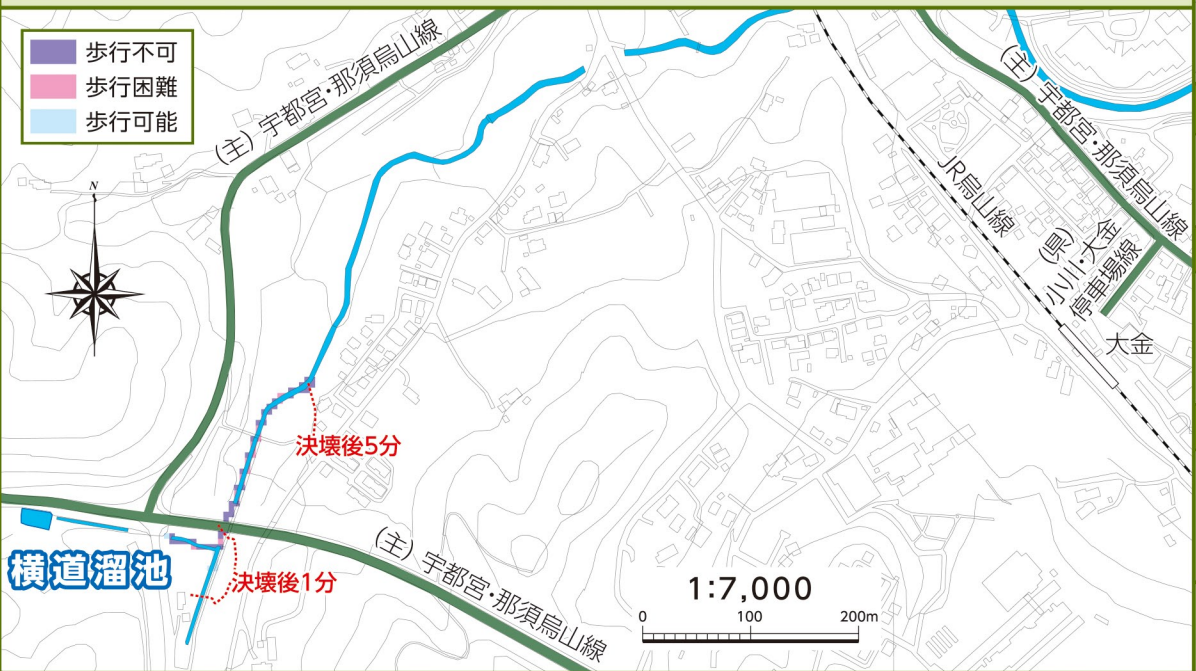 歩行不可
歩行困難
歩行可能
(主) 宇都宮・那須烏山線
(主) 宇都宮・那須烏山線
N
JR烏山線
(県)
小川・大金
停車場線
大金
決壊後5分
横道溜池
決壊後1分
(主) 宇都宮・那須烏山線
1:7,000
0 100 200m